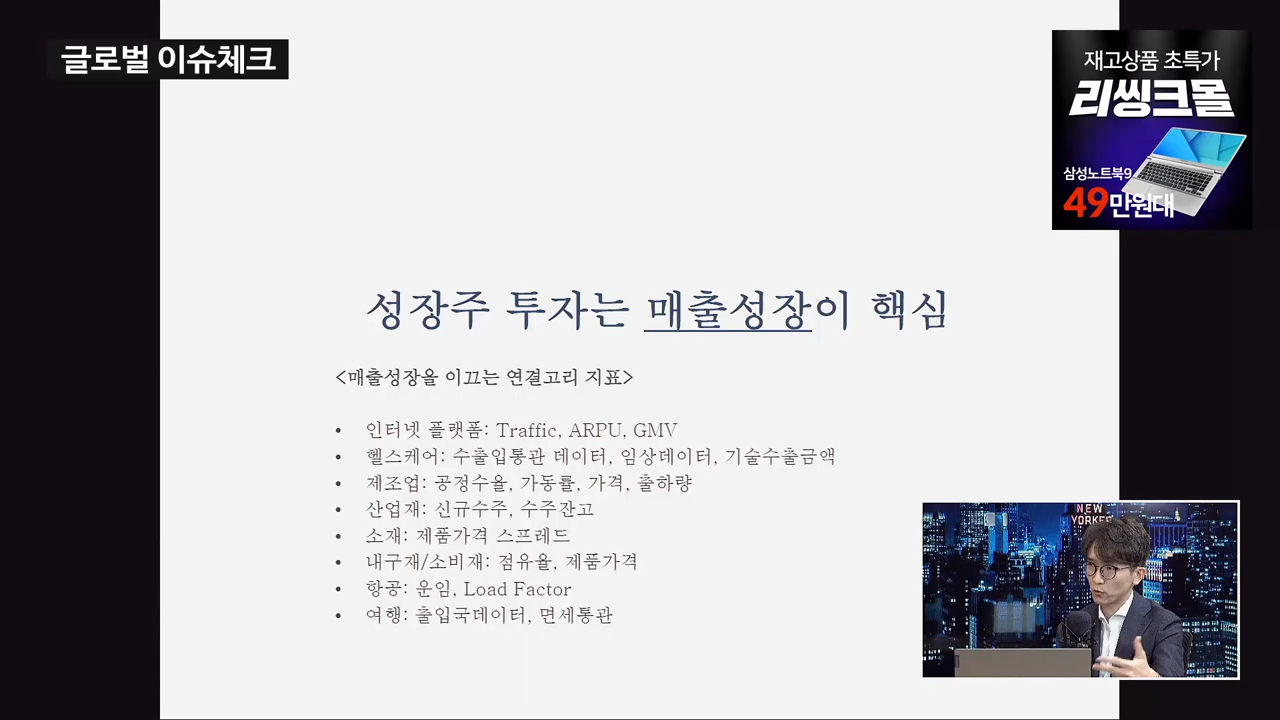 글로벌 이슈체크
재고상품 초특가
리씽크몰
삼성노트북9
49만원대
성장주 투자는 매출성장이 핵심
<매출성장을 이끄는 연결고리 지표>
• 인터넷 플랫폼: Traffic, ARPU, GMV
• 헬스케어: 수출입통관 데이터, 임상데이터, 기술수출금액
• 제조업: 공정수율, 가동률, 가격, 출하량
• 산업재: 신규수주, 수주잔고
• 소재: 제품가격 스프레드
• 내구재/소비재: 점유율, 제품가격
• 항공: 운임, Load Factor
• 여행: 출입국데이터, 면세통관
NEW
YORKER